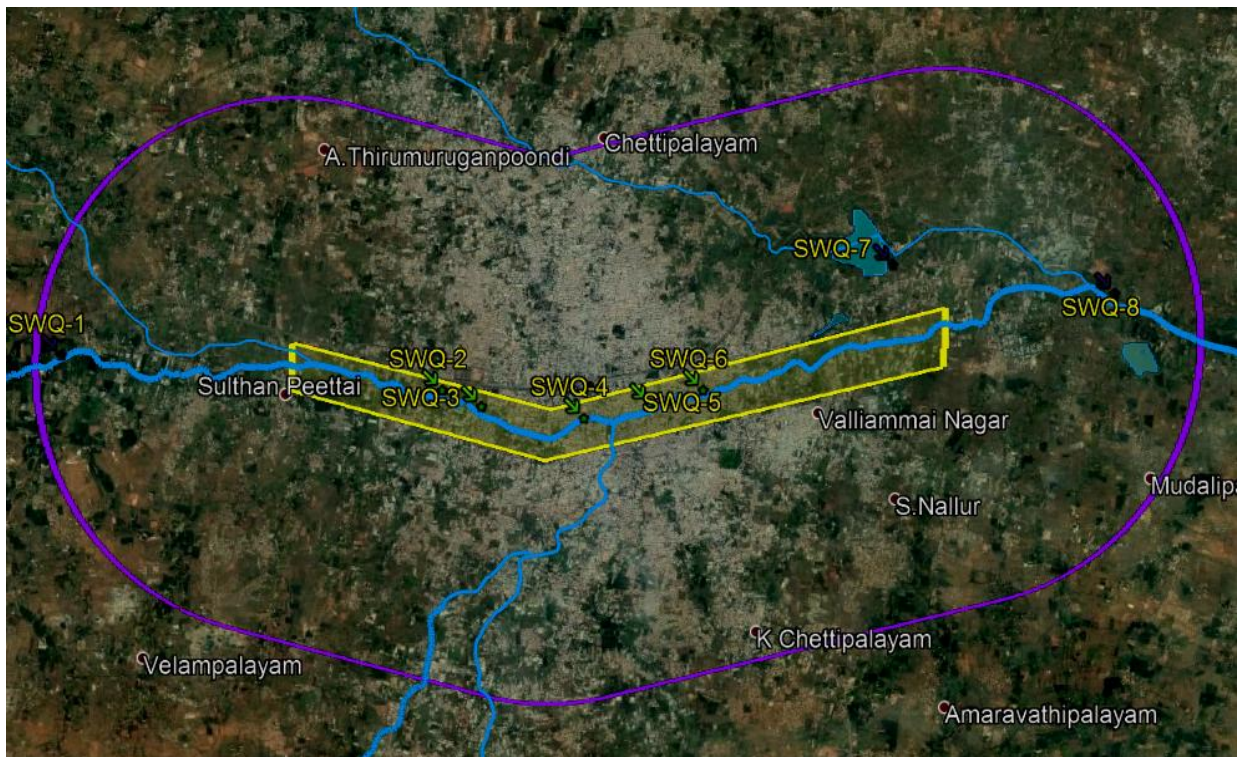 Chettipalayam
A.Thirumuruganpoondi
SWQ-7
SWQ-8
SWQ-1
SWQ-2
SWQ-6
Sulthan Peettai
SWQ-3
SWQ-4
SWQ-5
Valliammai Nagar
Mudalipa
S.Nallur
K Chettipalayam
Velampalayam
Amaravathipalayam